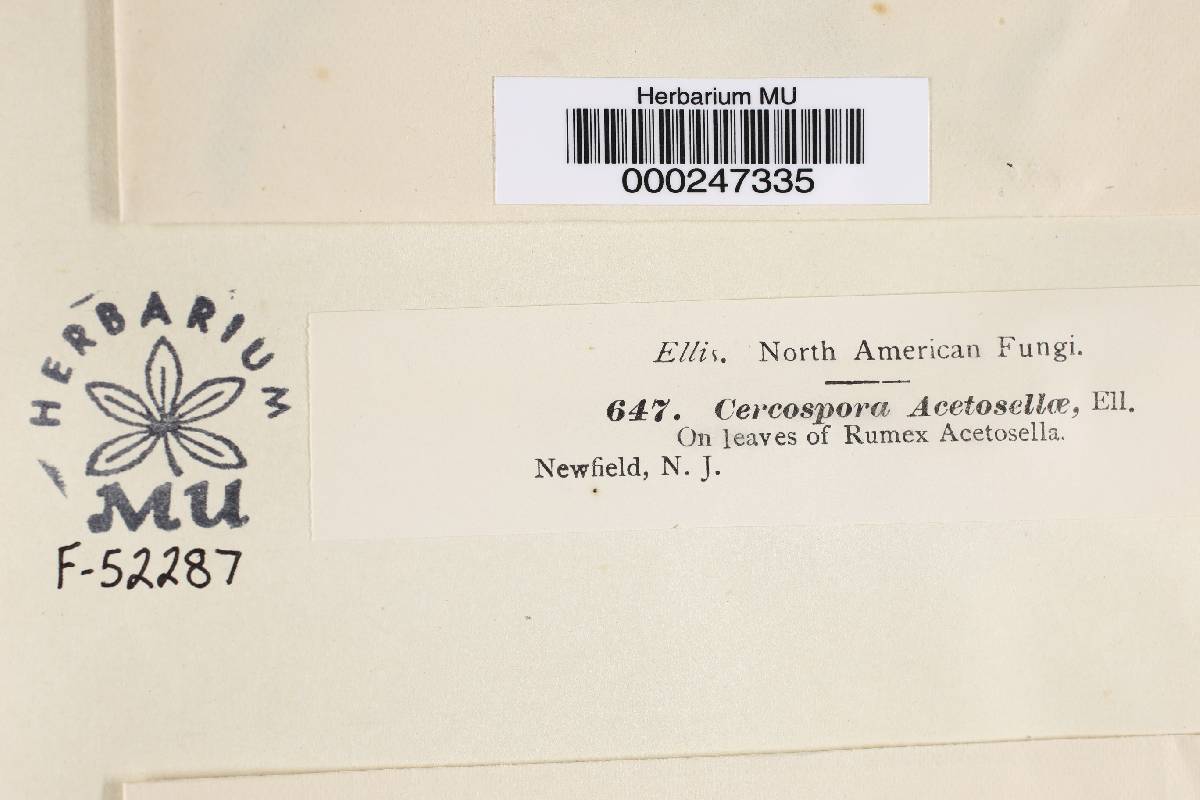 Herbarium MU
000247335
HERBARIUM
MU
F-52287
Ellis. North American Fungi.
647. Cercospora Acetosellæ, Ell.
On leaves of Rumex Acetosella.
Newfield, N. J.